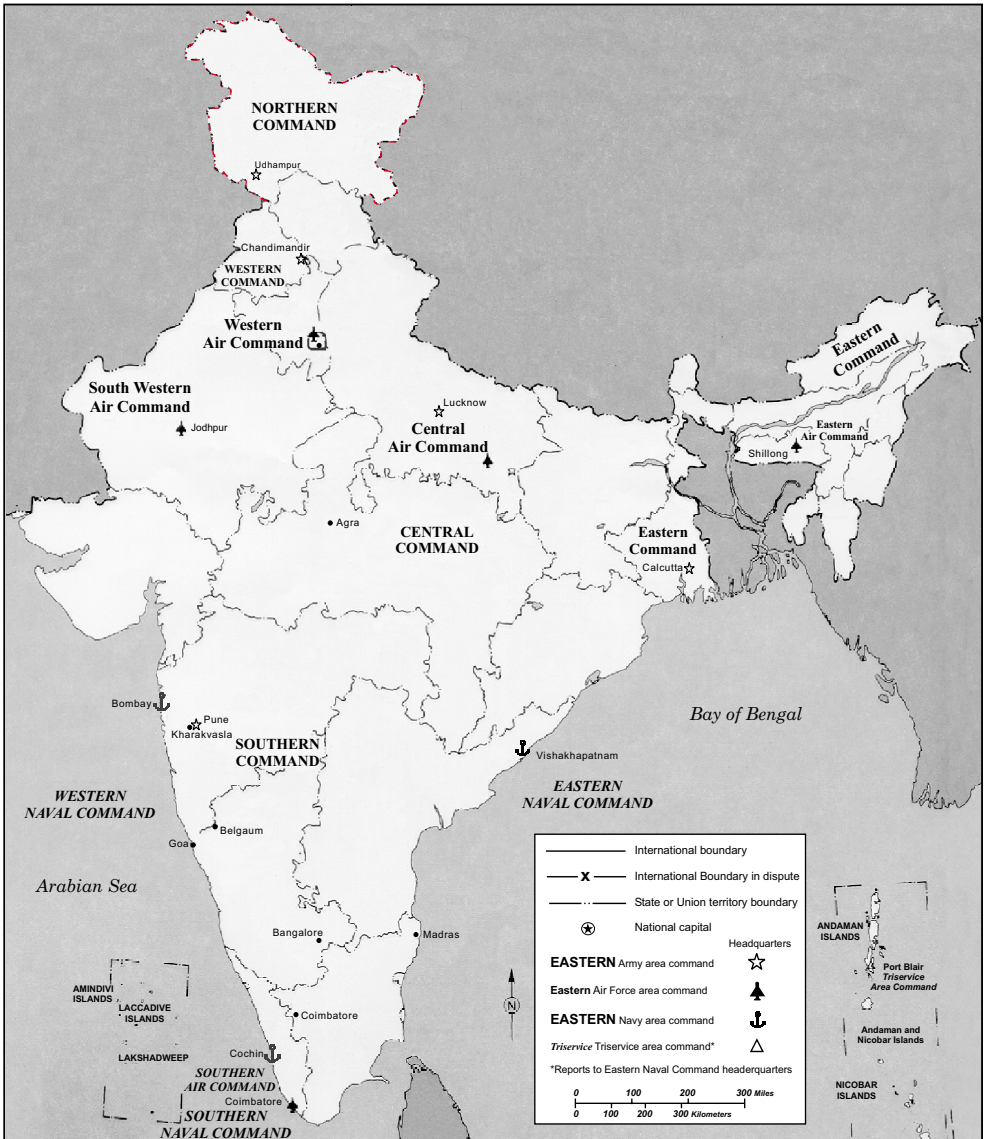 NORTHERN
COMMAND
Udhampur
Chandimandir
WESTERN
COMMAND
Western
Air Command
South Western
Air Command
Jodhpur
Lucknow
Central
Air Command
Eastern
Command
Eastern
Air Command
Shillong
Agra
CENTRAL
COMMAND
Eastern
Command
Calcutta
Bombay
Pune
Kharakvasla
SOUTHERN
COMMAND
Bay of Bengal
Vishakhapatnam
WESTERN
NAVAL COMMAND
EASTERN
NAVAL COMMAND
Belgaum
Goa
Arabian Sea
Bangalore
Madras
AMINDIVI
ISLANDS
LACCADIVE
ISLANDS
LAKSHADWEEP
Coimbatore
Cochin
SOUTHERN
AIR COMMAND
Coimbatore
SOUTHERN
NAVAL COMMAND
N
International boundary
X International Boundary in dispute
State or Union territory boundary
National capital
Headquarters
EASTERN Army area command
Eastern Air Force area command
EASTERN Navy area command
Triservice Triservice area command*
*Reports to Eastern Naval Command headerquarters
0 100 200 300 Miles
0 100 200 300 Kilometers
ANDAMAN
ISLANDS
Port Blair
Triservice
Area Command
Andaman and
Nicobar Islands
NICOBAR
ISLANDS